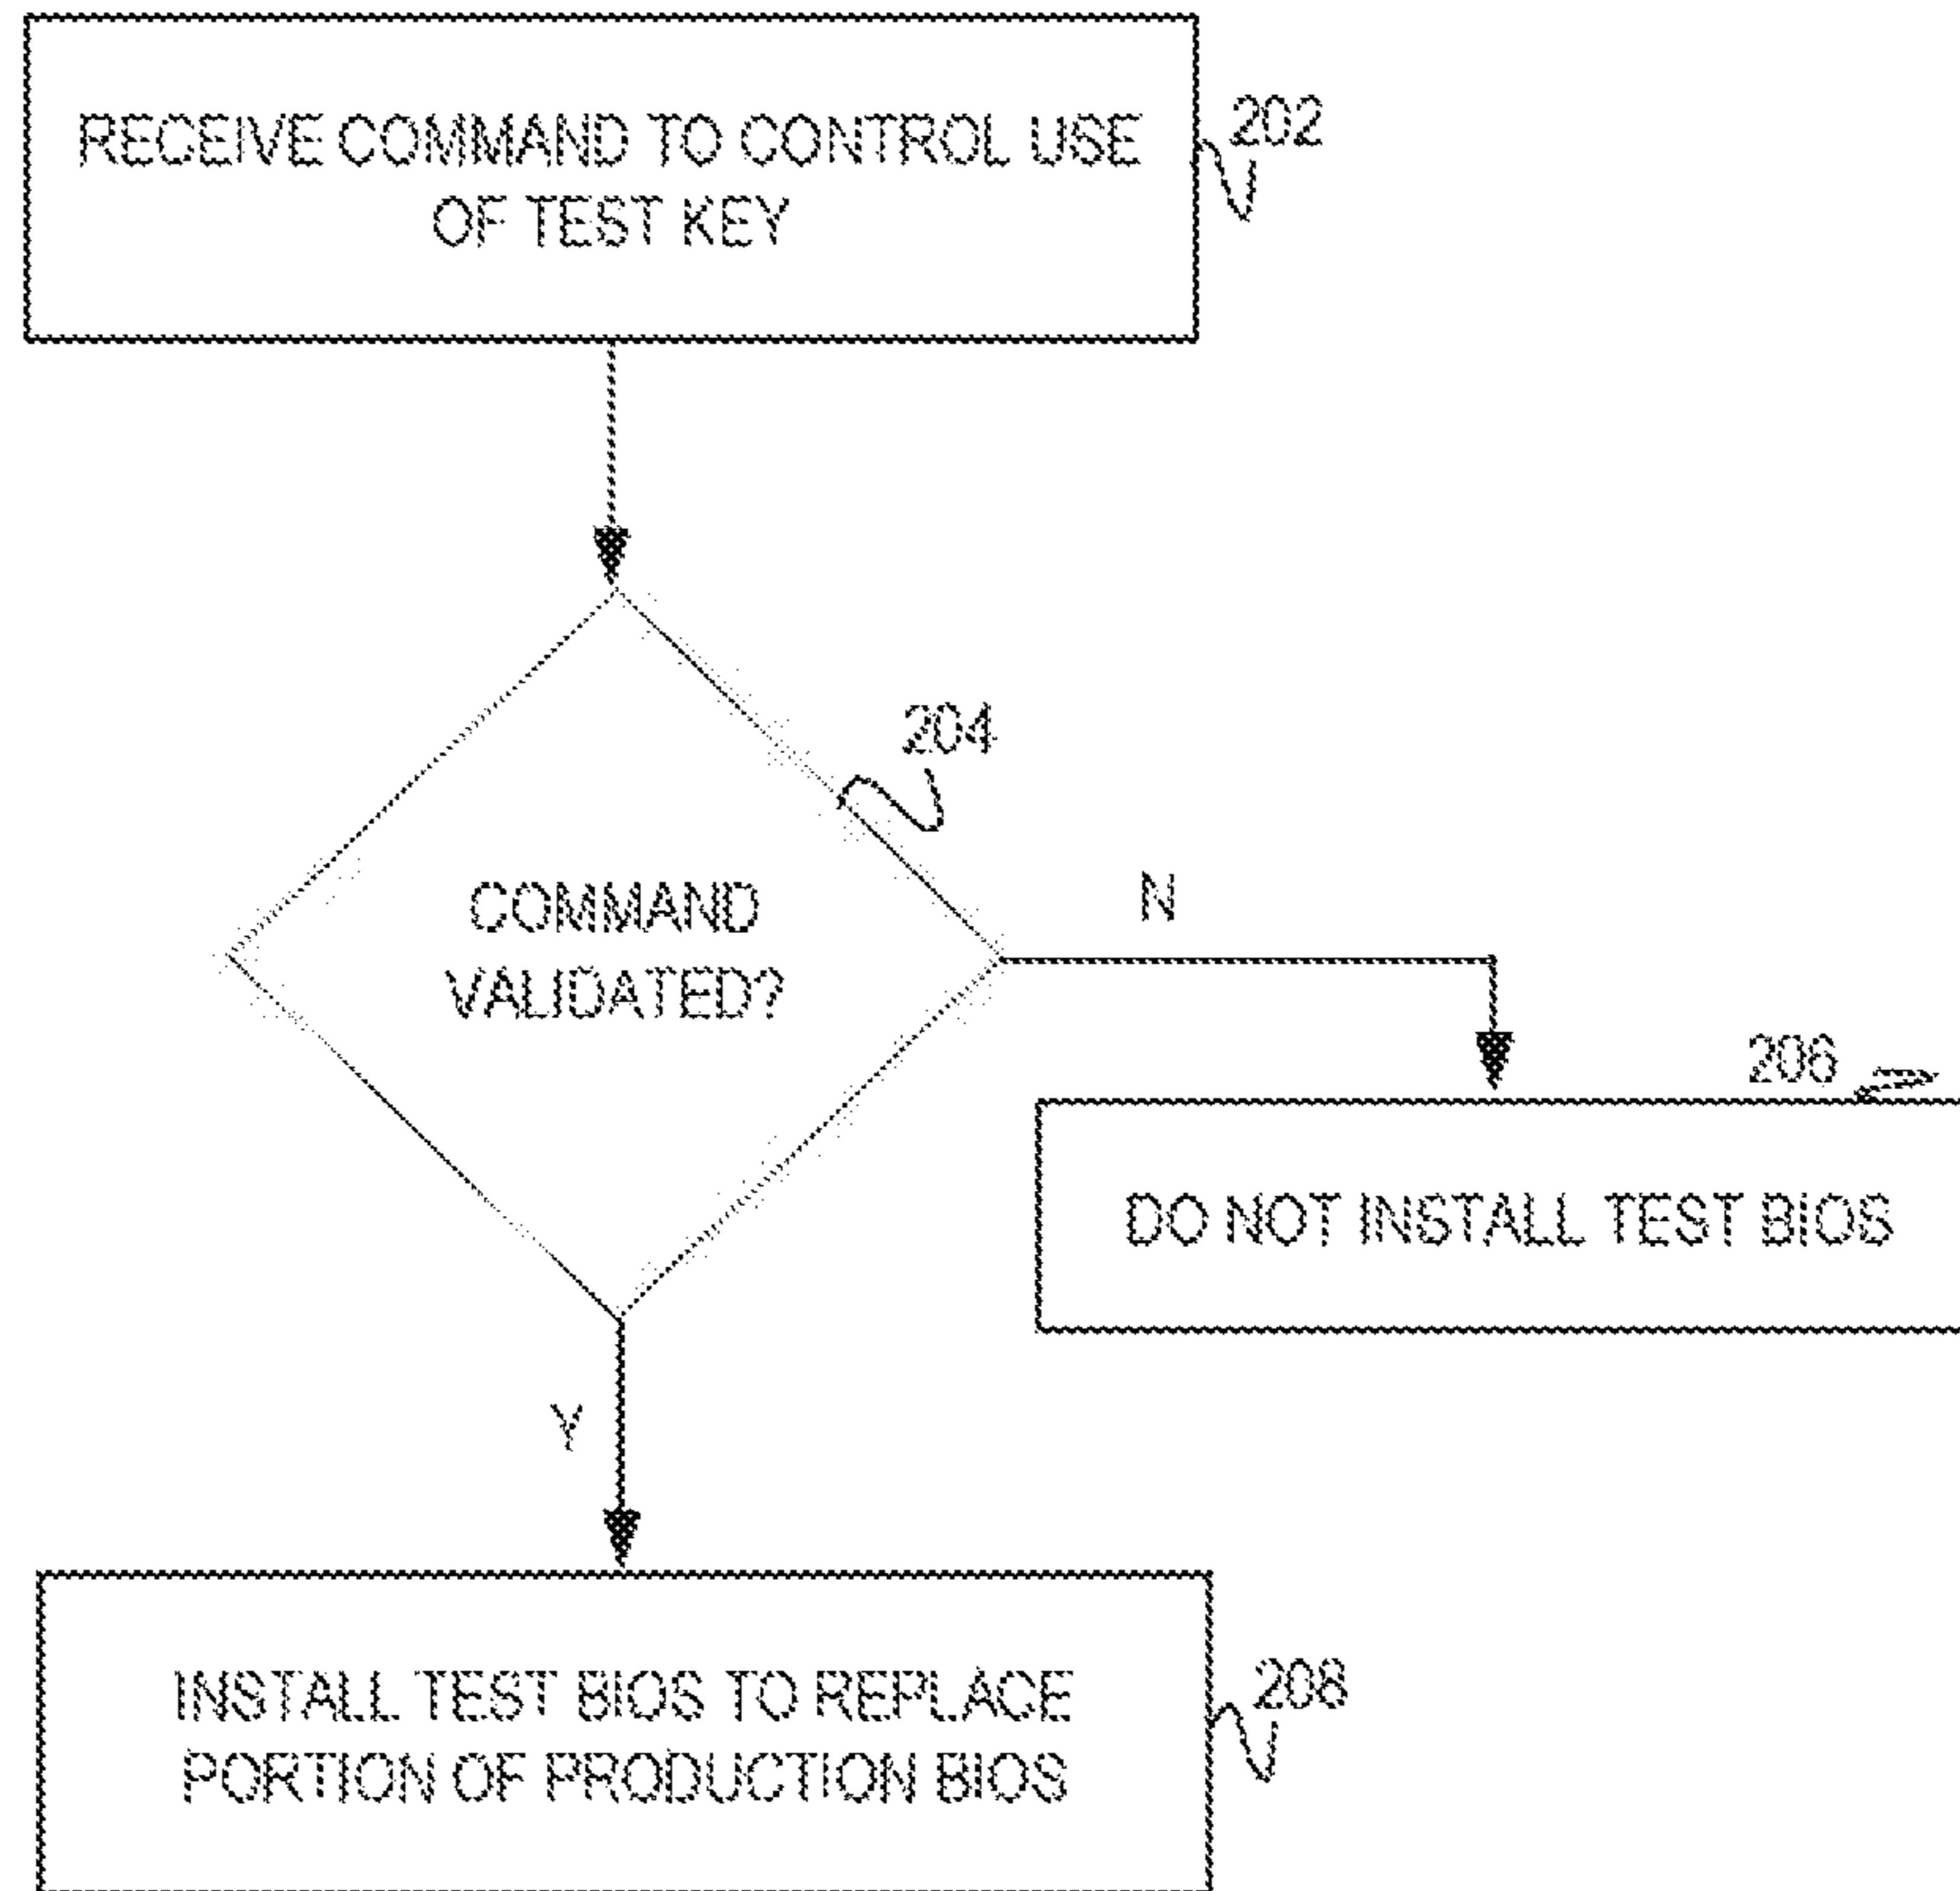 RECEIVE COMMAND TO CONTROL USE
OF TEST KEY
202
204
COMMAND
VALIDATED?
N
206
DO NOT INSTALL TEST BIOS
Y
INSTALL TEST BIOS TO REPLACE
PORTION OF PRODUCTION BIOS
208